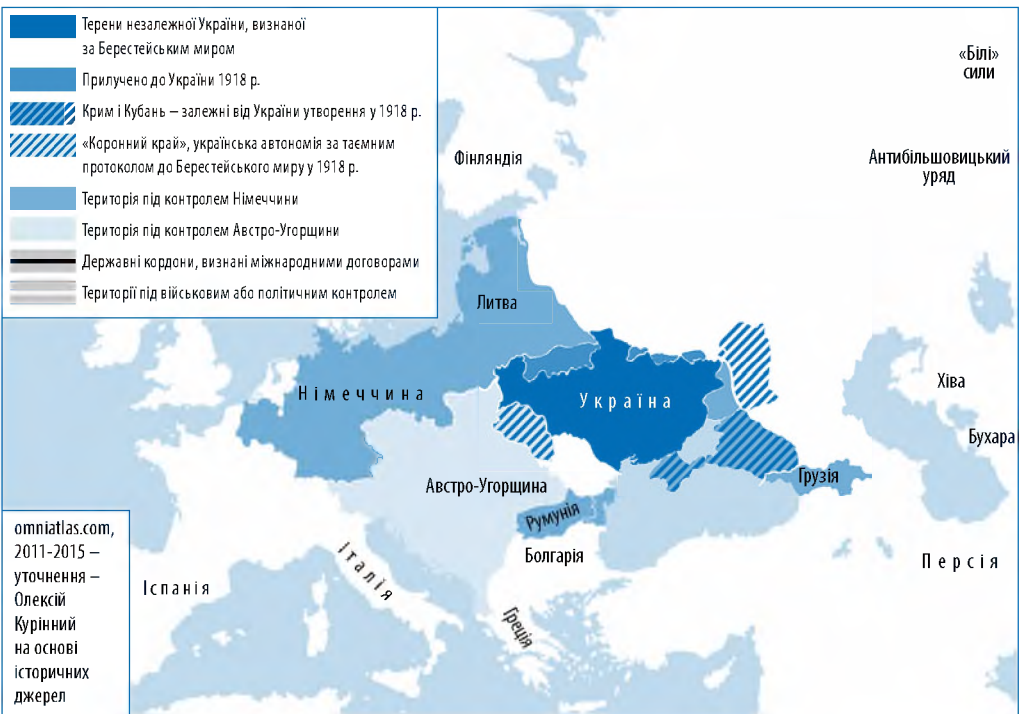 Терени незалежної України, визнаної
за Берестейським миром
Прилучено до України 1918 р.
Крим і Кубань – залежні від України утворення у 1918 р.
«Коронний край», українська автономія за таємним
протоколом до Берестейського миру у 1918 р.
Територія під контролем Німеччини
Територія під контролем Австро-Угорщини
Державні кордони, визнані міжнародними договорами
Території під військовим або політичним контролем
«Білі»
сили
Фінляндія
Антибільшовицький
уряд
Литва
Німеччина
Україна
Хіва
Бухара
Австро-Угорщина
Грузія
Румунія
Болгарія
Персія
Італія
Іспанія
Греція
omniatlas.com,
2011-2015 –
уточнення –
Олексій
Курінний
на основі
історичних
джерел